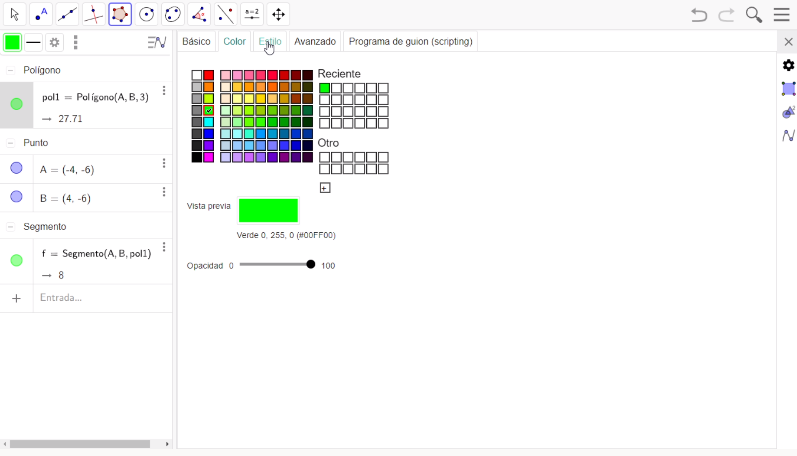 A
a=2
Básico
Color
Estilo
Avanzado
Programa de guion (scripting)
Polígono
pol1 = Polígono(A, B, 3)
→ 27.71
Punto
A = (-4, -6)
B = (4, -6)
Segmento
f = Segmento(A, B, pol1)
→ 8
+ Entrada...
Reciente
Otro
+
Vista previa
Verde 0, 255, 0 (#00FF00)
Opacidad 0 100